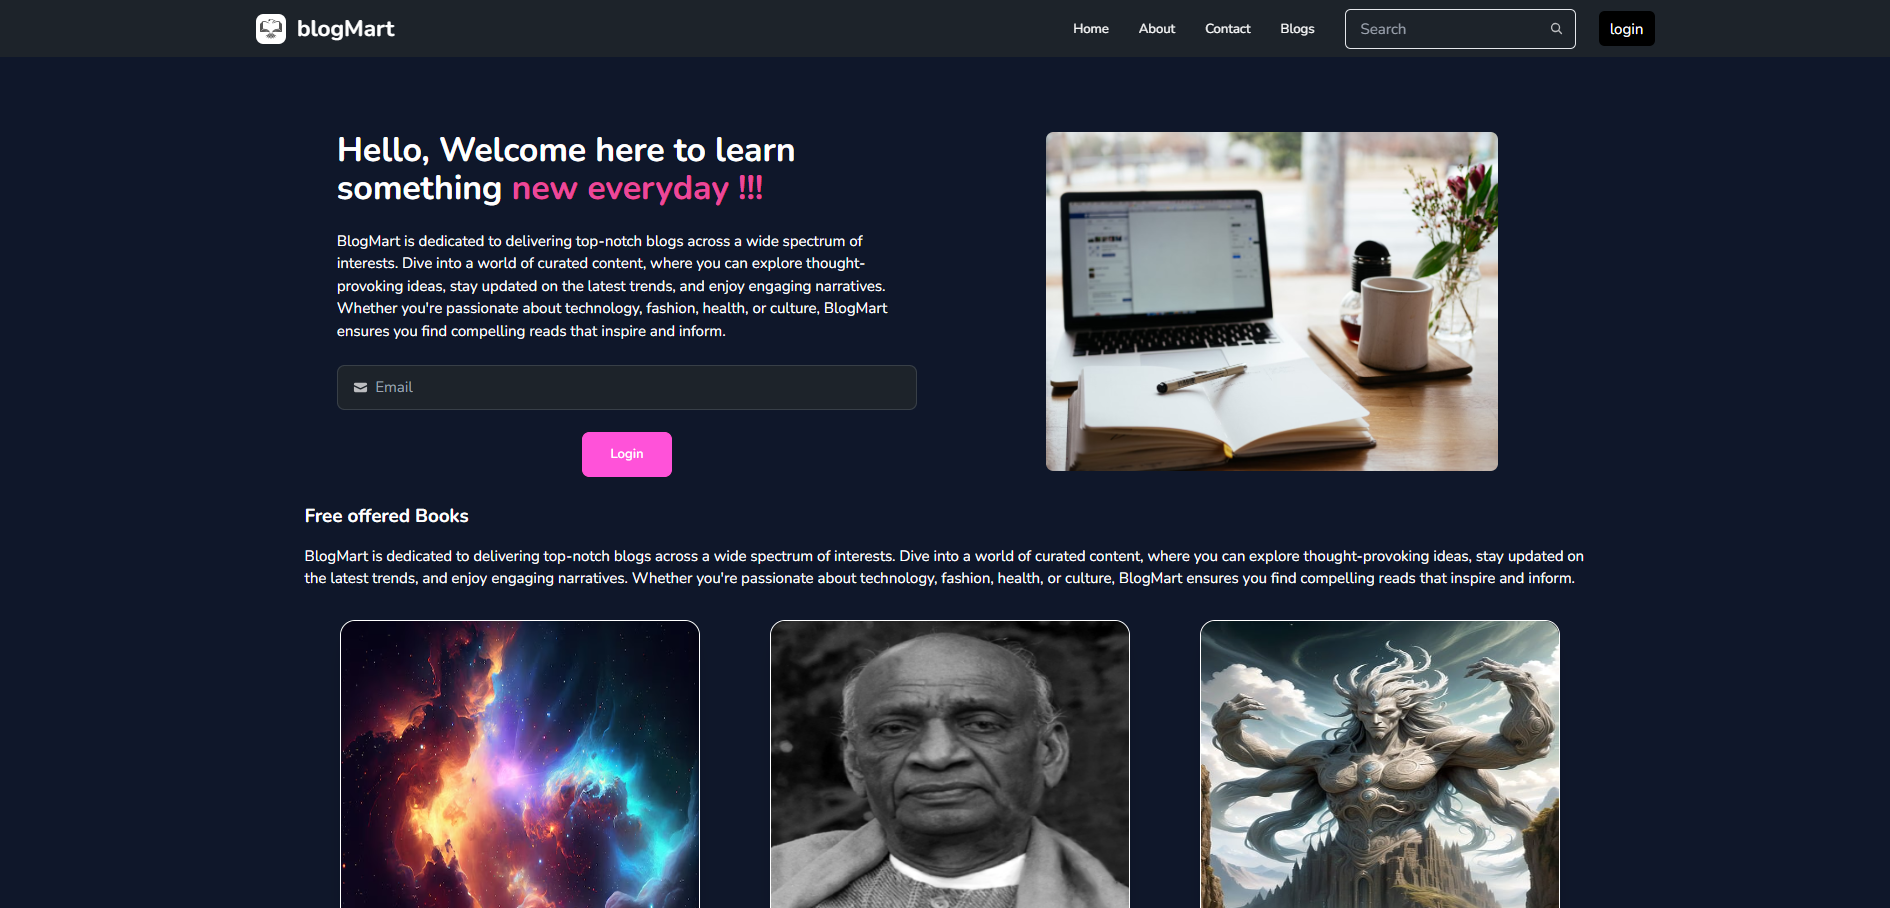 blogMart
Home
About
Contact
Blogs
Search
login
Hello, Welcome here to learn
something new everyday !!!
BlogMart is dedicated to delivering top-notch blogs across a wide spectrum of
interests. Dive into a world of curated content, where you can explore thought-
provoking ideas, stay updated on the latest trends, and enjoy engaging narratives.
Whether you're passionate about technology, fashion, health, or culture, BlogMart
ensures you find compelling reads that inspire and inform.
Email
Login
Free offered Books
BlogMart is dedicated to delivering top-notch blogs across a wide spectrum of interests. Dive into a world of curated content, where you can explore thought-provoking ideas, stay updated on
the latest trends, and enjoy engaging narratives. Whether you're passionate about technology, fashion, health, or culture, BlogMart ensures you find compelling reads that inspire and inform.